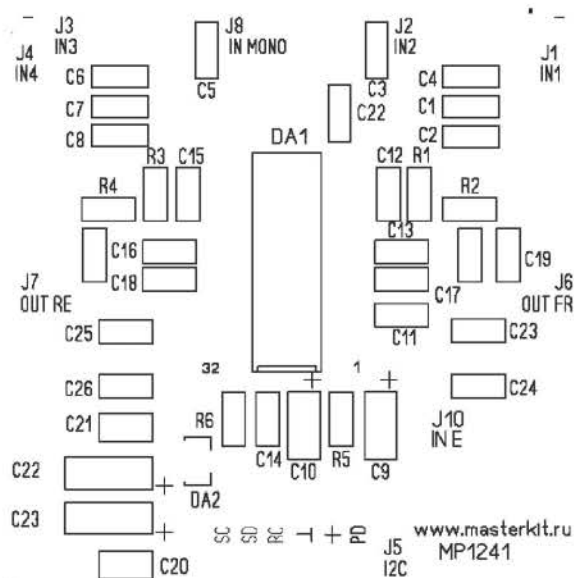 J3
IN3
J8
IN MONO
J2
IN2
J4
IN4
J1
IN1
C6
C5
C3
C4
C7
C22
C1
C8
C2
DA1
R3
C15
C12
R1
R4
R2
C16
C13
C19
C18
C17
J7
OUT RE
J6
OUT FR
C25
C11
C23
32
1
+
+
C26
C24
C21
R6
J10
IN E
C14
C10
R5
C9
C22
+
DA2
C23
+
SC
SD
RC
⊥
+
PD
www.masterkit.ru
MP1241
J5
I2C
C20